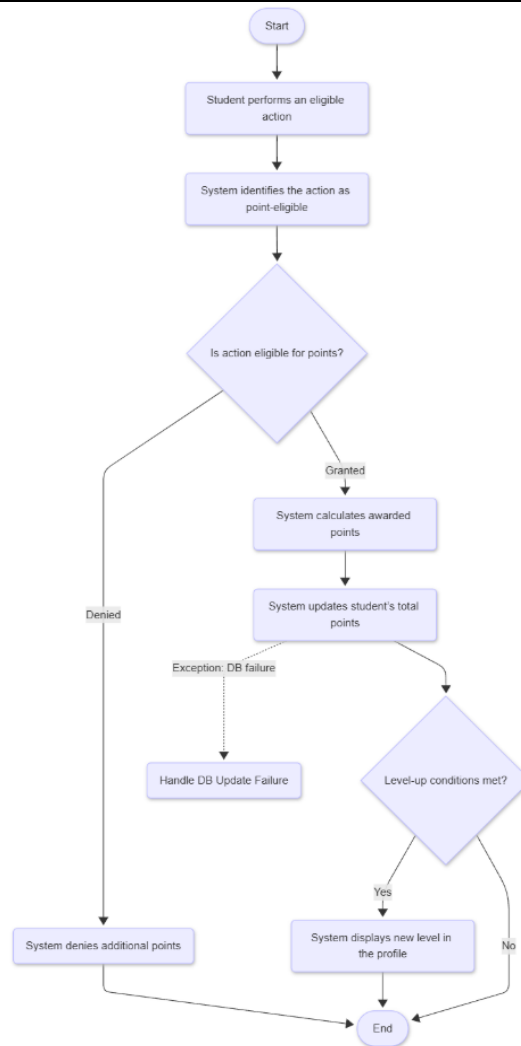 Start
Student performs an eligible
action
System identifies the action as
point-eligible
Is action eligible for points?
Granted
System calculates awarded
points
Denied
System updates student's total
points
Exception: DB failure
Handle DB Update Failure
Level-up conditions met?
Yes
System denies additional points
System displays new level in
the profile
No
End